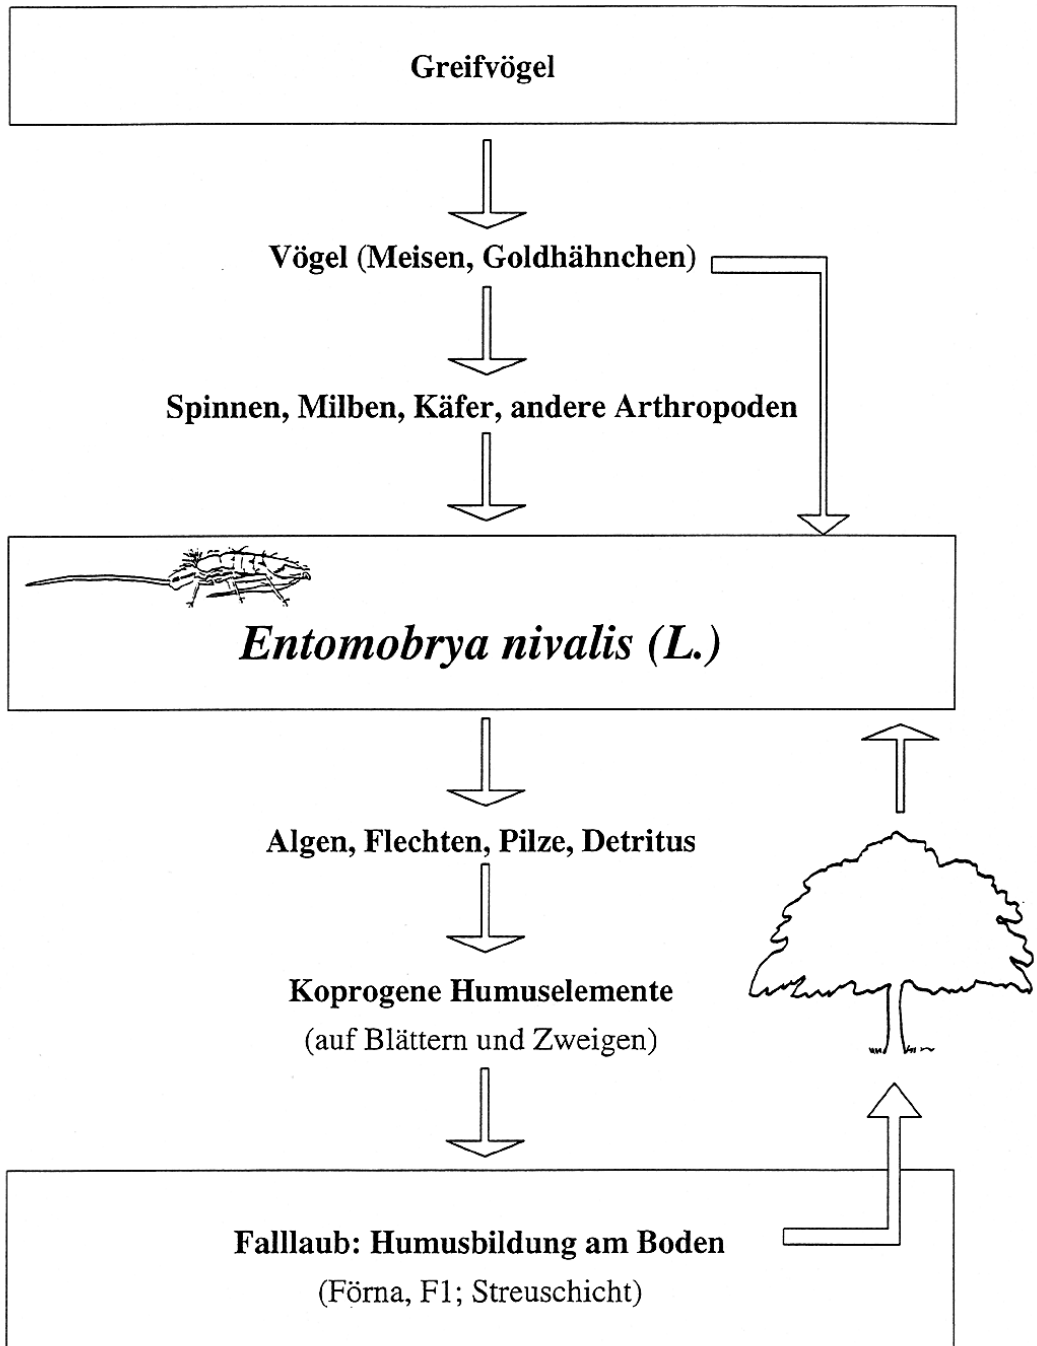 Greifvögel
Vögel (Meisen, Goldhähnchen)
Spinnen, Milben, Käfer, andere Arthropoden
Entomobrya nivalis (L.)
Algen, Flechten, Pilze, Detritus
Koprogene Humuselemente
(auf Blättern und Zweigen)
Falllaub: Humusbildung am Boden
(Förna, F1; Streuschicht)